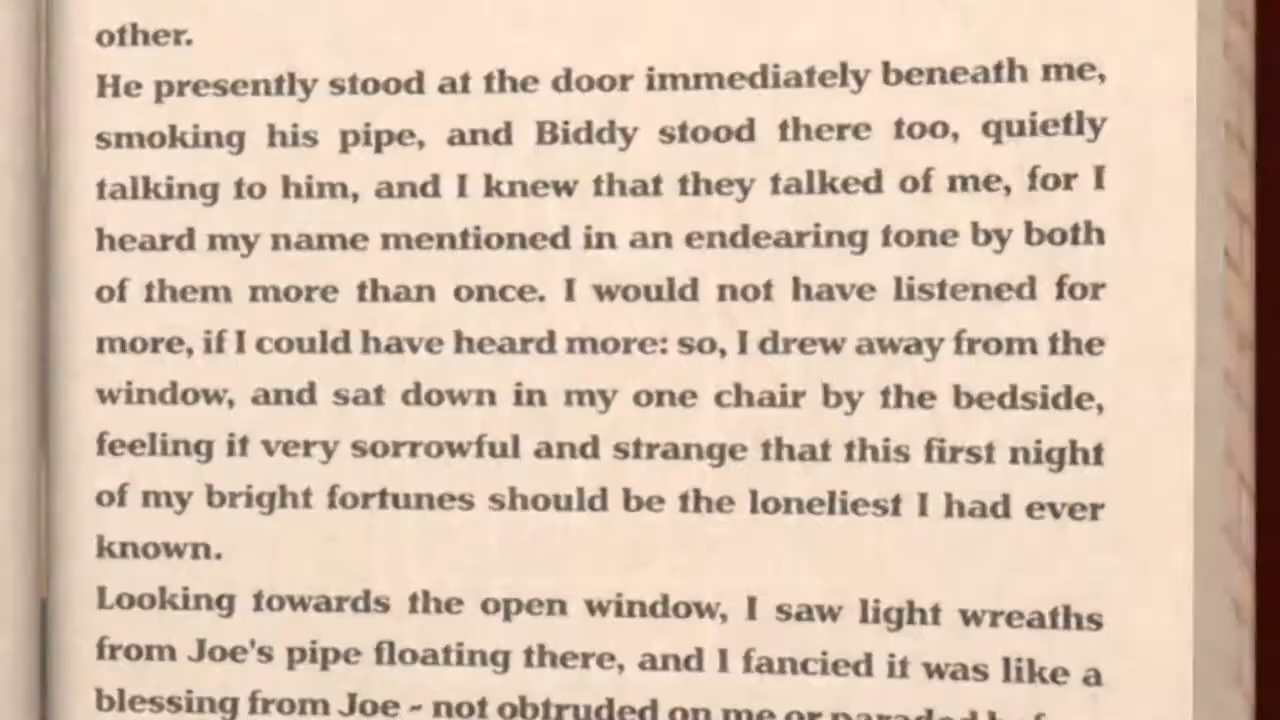 other.
He presently stood at the door immediately beneath me,
smoking his pipe, and Biddy stood there too, quietly
talking to him, and I knew that they talked of me, for I
heard my name mentioned in an endearing tone by both
of them more than once. I would not have listened for
more, if I could have heard more: so, I drew away from the
window, and sat down in my one chair by the bedside,
feeling it very sorrowful and strange that this first night
of my bright fortunes should be the loneliest I had ever
known.
Looking towards the open window, I saw light wreaths
from Joe's pipe floating there, and I fancied it was like a
blessing from Joe - not obtruded on me or paraded